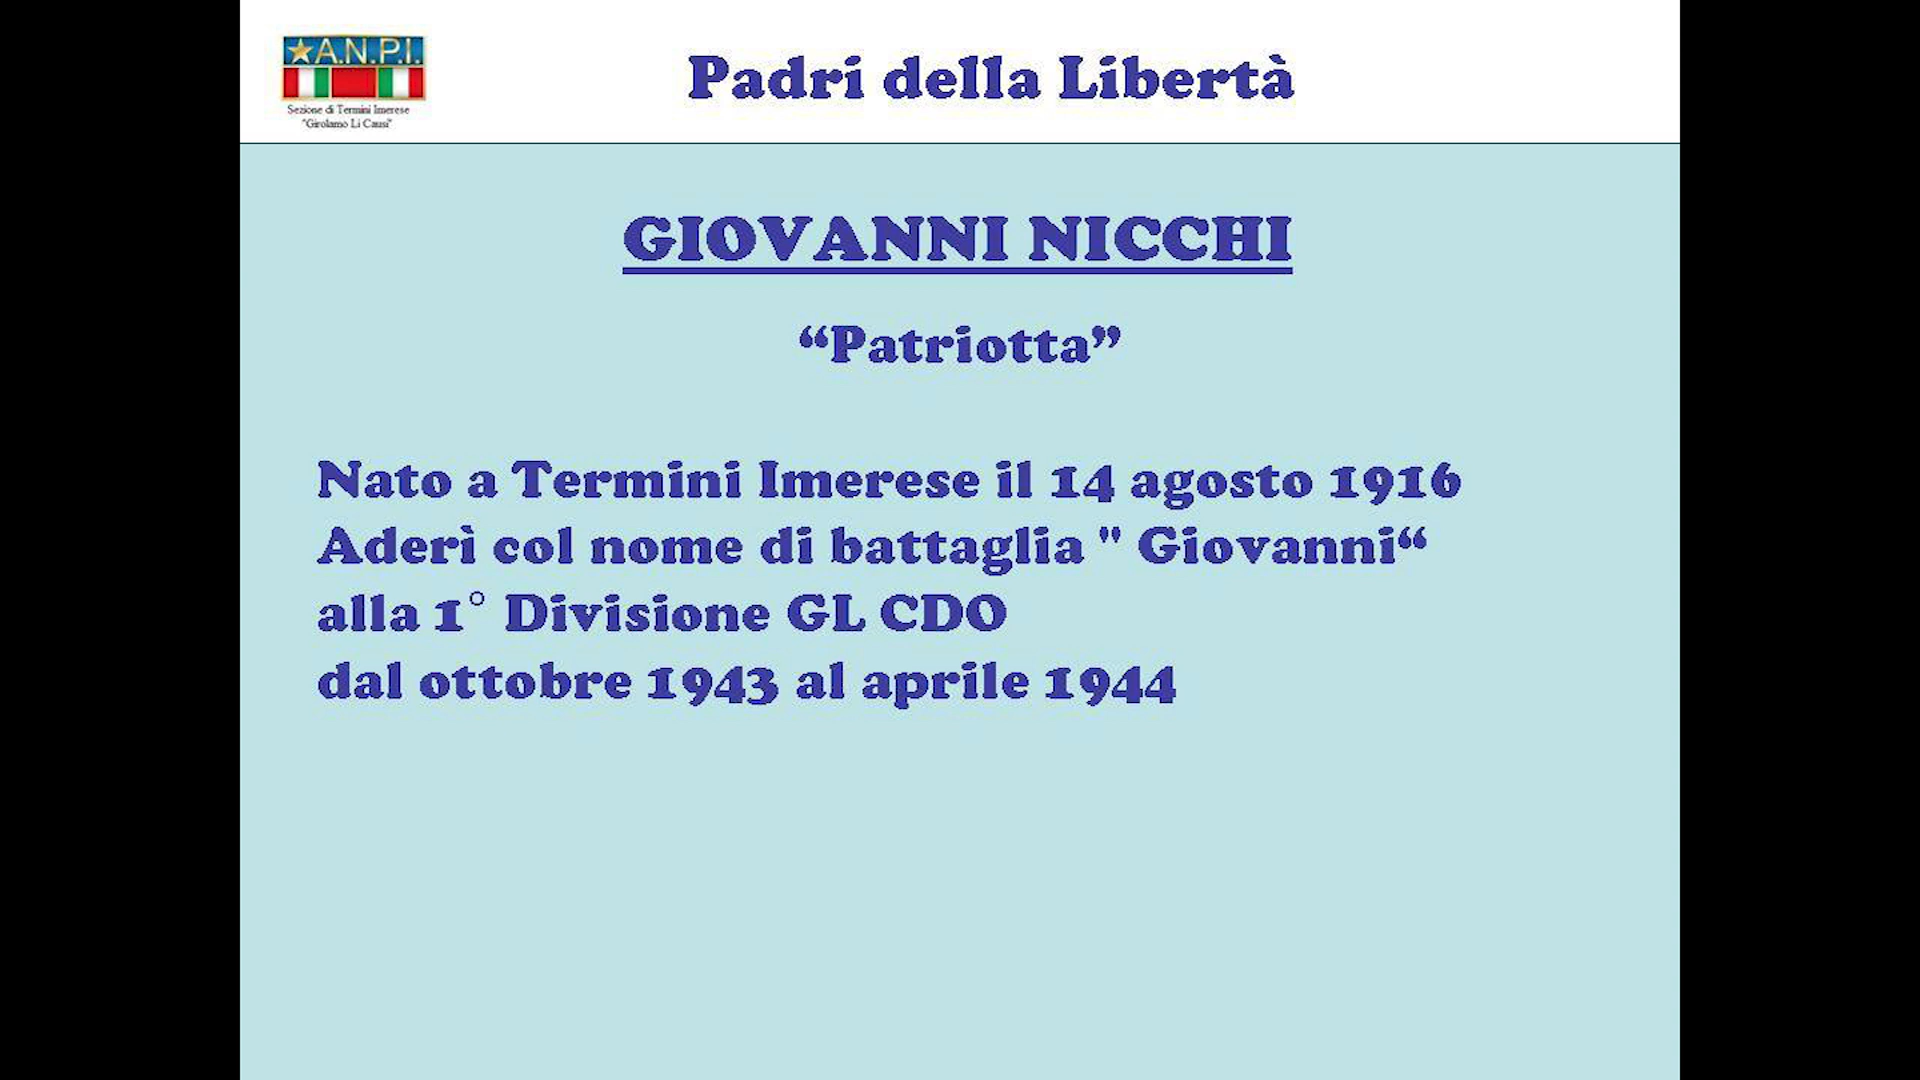 A.N.P.I.
Sezione di Termini Imerese
"Girolamo Li Causi"
Padri della Libertà
GIOVANNI NICCHI
“Patriotta”
Nato a Termini Imerese il 14 agosto 1916
Aderì col nome di battaglia " Giovanni“
alla 1° Divisione GL CDO
dal ottobre 1943 al aprile 1944